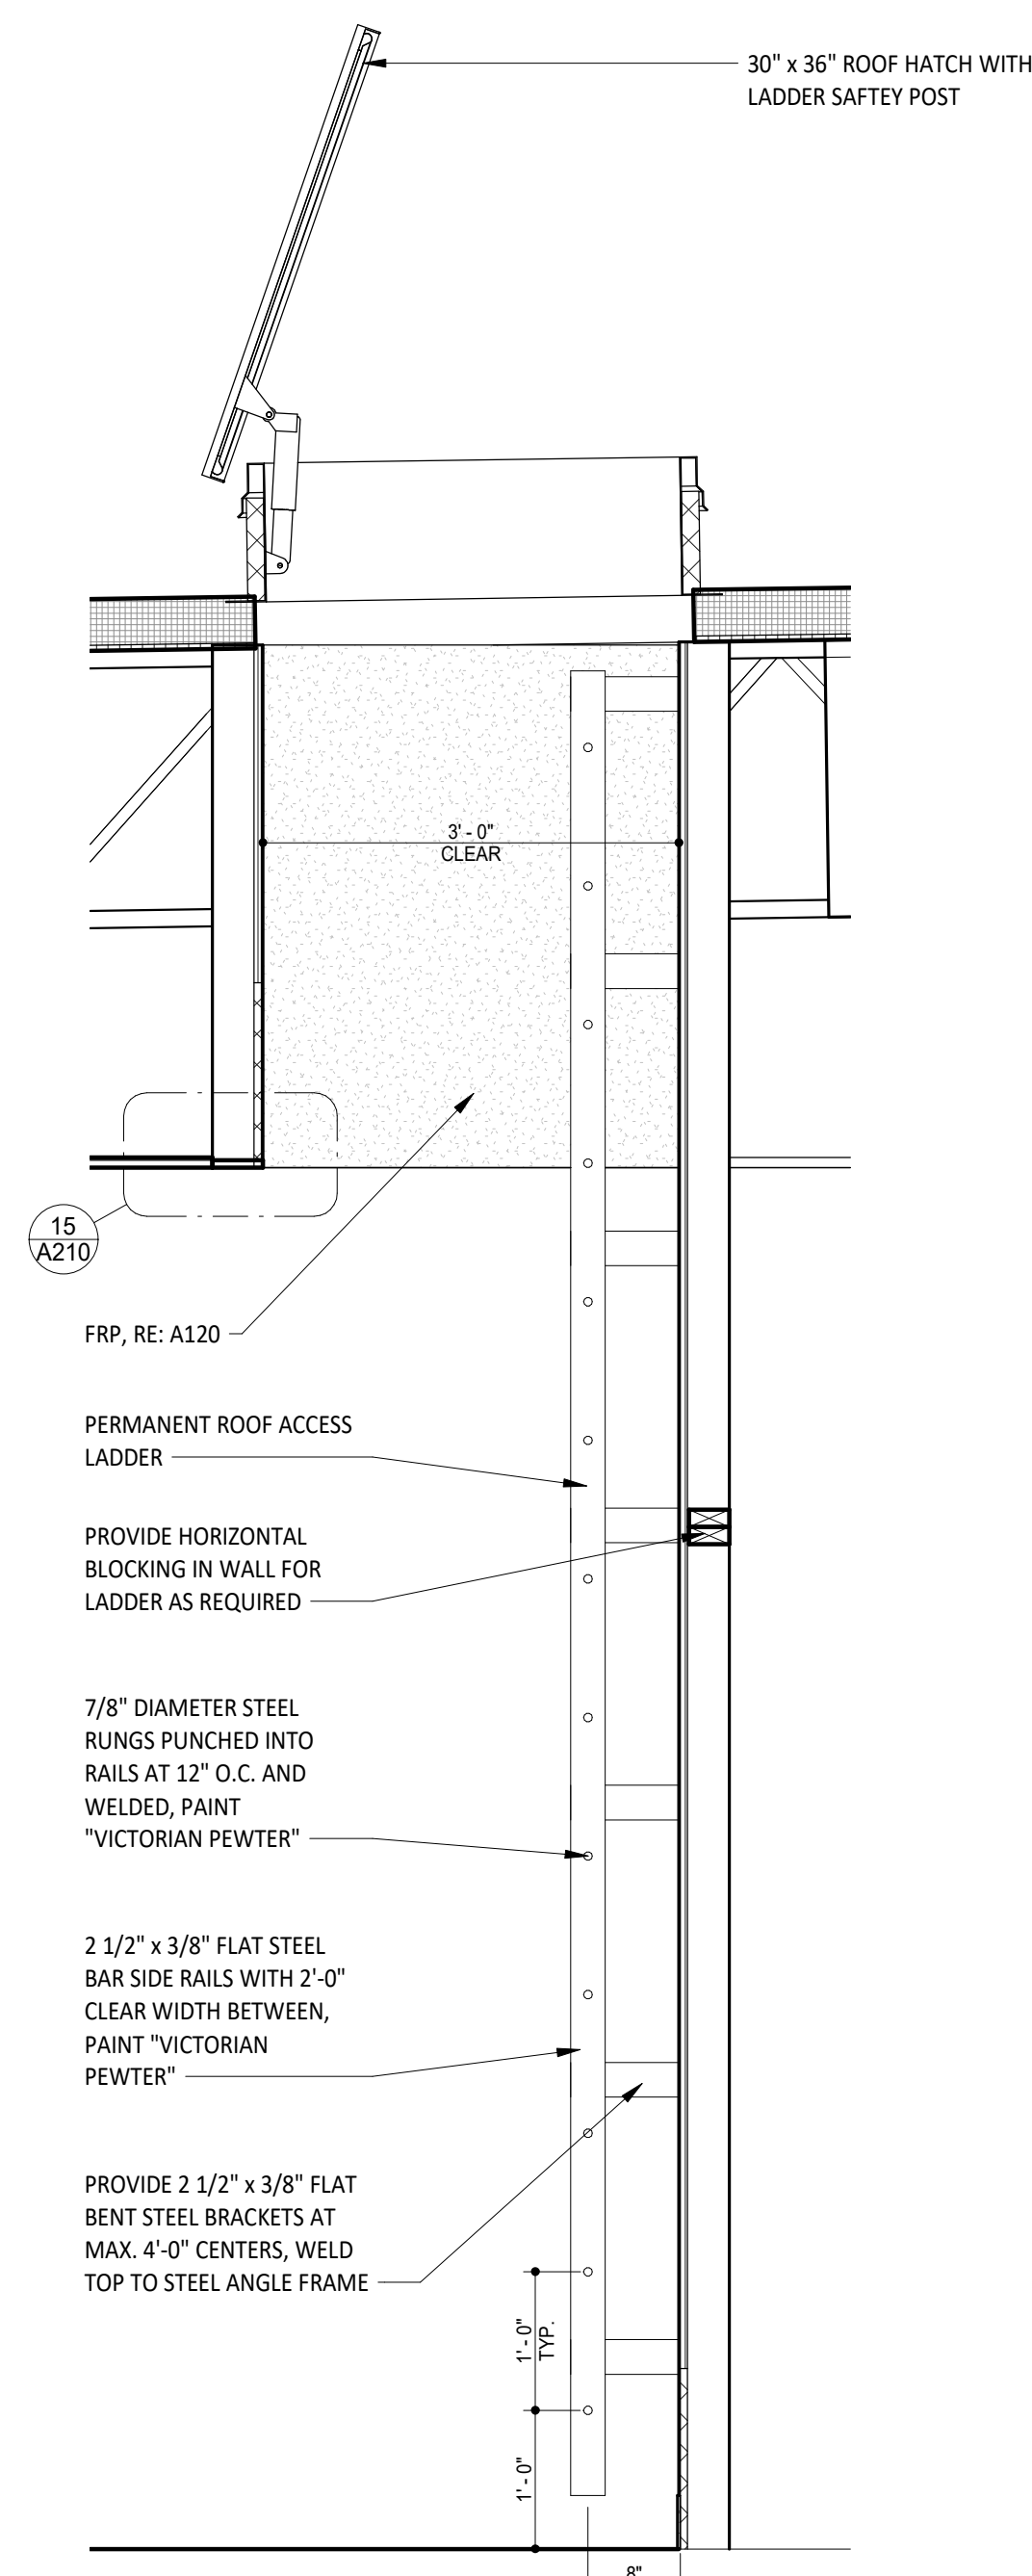 30" x 36" ROOF HATCH WITH
LADDER SAFTEY POST
3' - 0"
CLEAR
15
A210
FRP, RE: A120
PERMANENT ROOF ACCESS
LADDER
PROVIDE HORIZONTAL
BLOCKING IN WALL FOR
LADDER AS REQUIRED
7/8" DIAMETER STEEL
RUNGS PUNCHED INTO
RAILS AT 12" O.C. AND
WELDED, PAINT
"VICTORIAN PEWTER"
2 1/2" x 3/8" FLAT STEEL
BAR SIDE RAILS WITH 2'-0"
CLEAR WIDTH BETWEEN,
PAINT "VICTORIAN
PEWTER"
PROVIDE 2 1/2" x 3/8" FLAT
BENT STEEL BRACKETS AT
MAX. 4'-0" CENTERS, WELD
TOP TO STEEL ANGLE FRAME
1' - 0"
TYP.
1' - 0"
8"